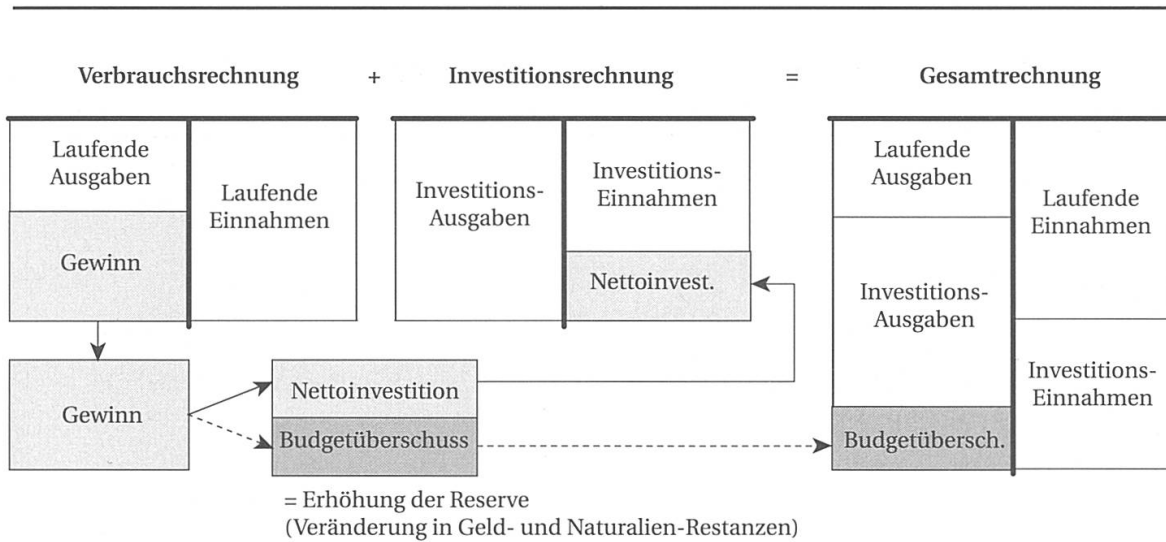 Verbrauchsrechnung + Investitionsrechnung = Gesamtrechnung
Laufende
Ausgaben
Gewinn
Laufende
Einnahmen
Investitions-
Ausgaben
Investitions-
Einnahmen
Nettoinvest.
Laufende
Ausgaben
Investitions-
Ausgaben
Budgetübersch.
Laufende
Einnahmen
Investitions-
Einnahmen
Gewinn
Nettoinvestition
Budgetüberschuss
= Erhöhung der Reserve
(Veränderung in Geld- und Naturalien-Restanzen)